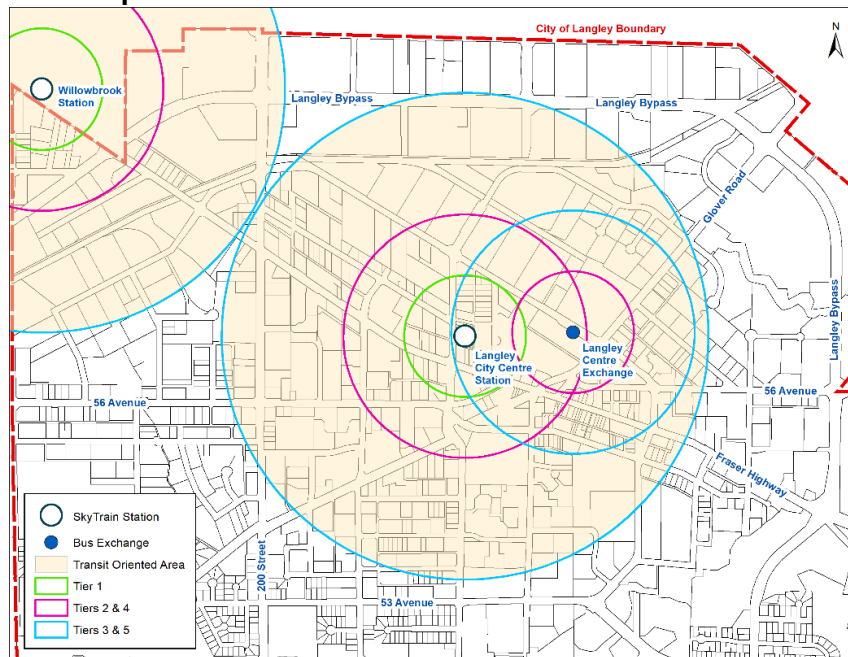 City of Langley Boundary
N
Willowbrook
Station
Langley Bypass
Langley Bypass
Glover Road
Langley Bypass
Langley
City Centre
Station
Langley
Centre
Exchange
56 Avenue
56 Avenue
Fraser Highway
200 Street
53 Avenue
SkyTrain Station
Bus Exchange
Transit Oriented Area
Tier 1
Tiers 2 & 4
Tiers 3 & 5